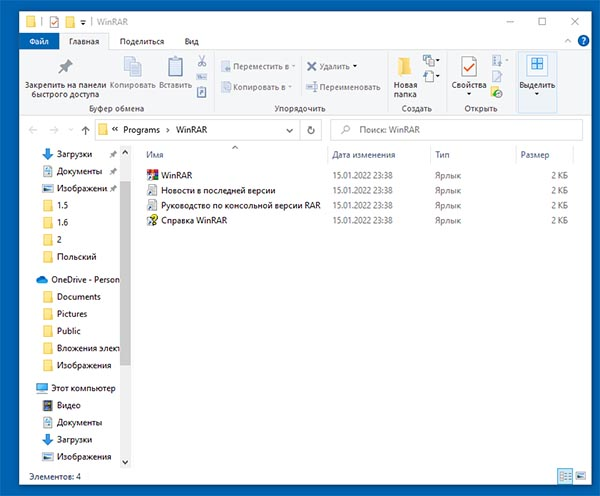 WinRAR
Файл Главная Поделиться Вид
Закрепить на панели быстрого доступа
Копировать
Вставить
Буфер обмена
Переместить в
Копировать в
Удалить
Переименовать
Упорядочить
Новая папка
Создать
Свойства
Открыть
Выделить
« Programs > WinRAR
Поиск: WinRAR
Имя Дата изменения Тип Размер
WinRAR 15.01.2022 23:38 Ярлык 2 КБ
Новости в последней версии 15.01.2022 23:38 Ярлык 2 КБ
Руководство по консольной версии RAR 15.01.2022 23:38 Ярлык 2 КБ
Справка WinRAR 15.01.2022 23:38 Ярлык 2 КБ
Загрузки
Документы
Изображени
1.5
1.6
2
Польский
OneDrive - Person
Documents
Pictures
Public
Вложения элект
Изображения
Этот компьютер
Видео
Документы
Загрузки
Изображения
Элементов: 4